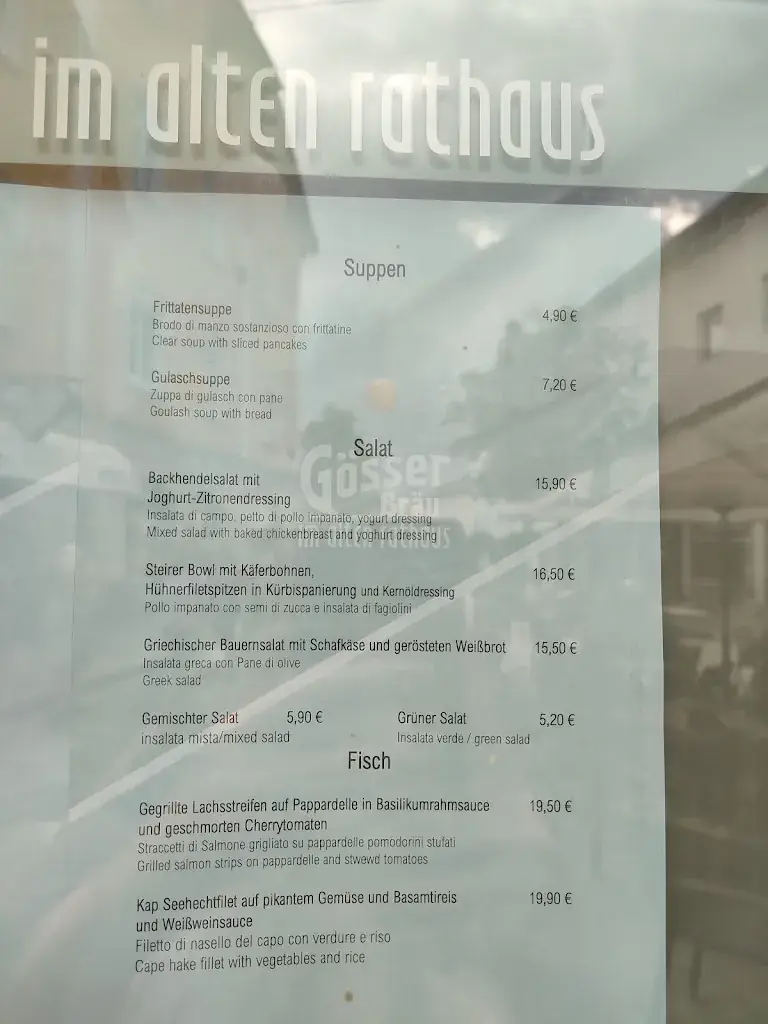 im alten rathaus
Suppen
Frittatensuppe 4,90 €
Brodo di manzo sostanzioso con frittatine
Clear soup with sliced pancakes
Gulaschsuppe 7,20 €
Zuppa di gulasch con pane
Goulash soup with bread
Salat
Gösser
Bräu
im alten rathaus
Backhendelsalat mit 15,90 €
Joghurt-Zitronendressing
Insalata di campo, petto di pollo impanato, yogurt dressing
Mixed salad with baked chickenbreast and yoghurt dressing
Steirer Bowl mit Käferbohnen, 16,50 €
Hühnerfiletspitzen in Kürbispanierung und Kernöldressing
Pollo impanato con semi di zucca e insalata di fagiolini
Griechischer Bauernsalat mit Schafkäse und gerösteten Weißbrot 15,50 €
Insalata greca con Pane di olive
Greek salad
Gemischter Salat 5,90 € Grüner Salat 5,20 €
insalata mista/mixed salad Insalata verde / green salad
Fisch
Gegrillte Lachsstreifen auf Pappardelle in Basilikumrahmsauce 19,50 €
und geschmorten Cherrytomaten
Straccetti di Salmone grigliato su pappardelle pomodorini stufati
Grilled salmon strips on pappardelle and stwewd tomatoes
Kap Seehechtfilet auf pikantem Gemüse und Basamtireis 19,90 €
und Weißweinsauce
Filetto di nasello del capo con verdure e riso
Cape hake fillet with vegetables and rice